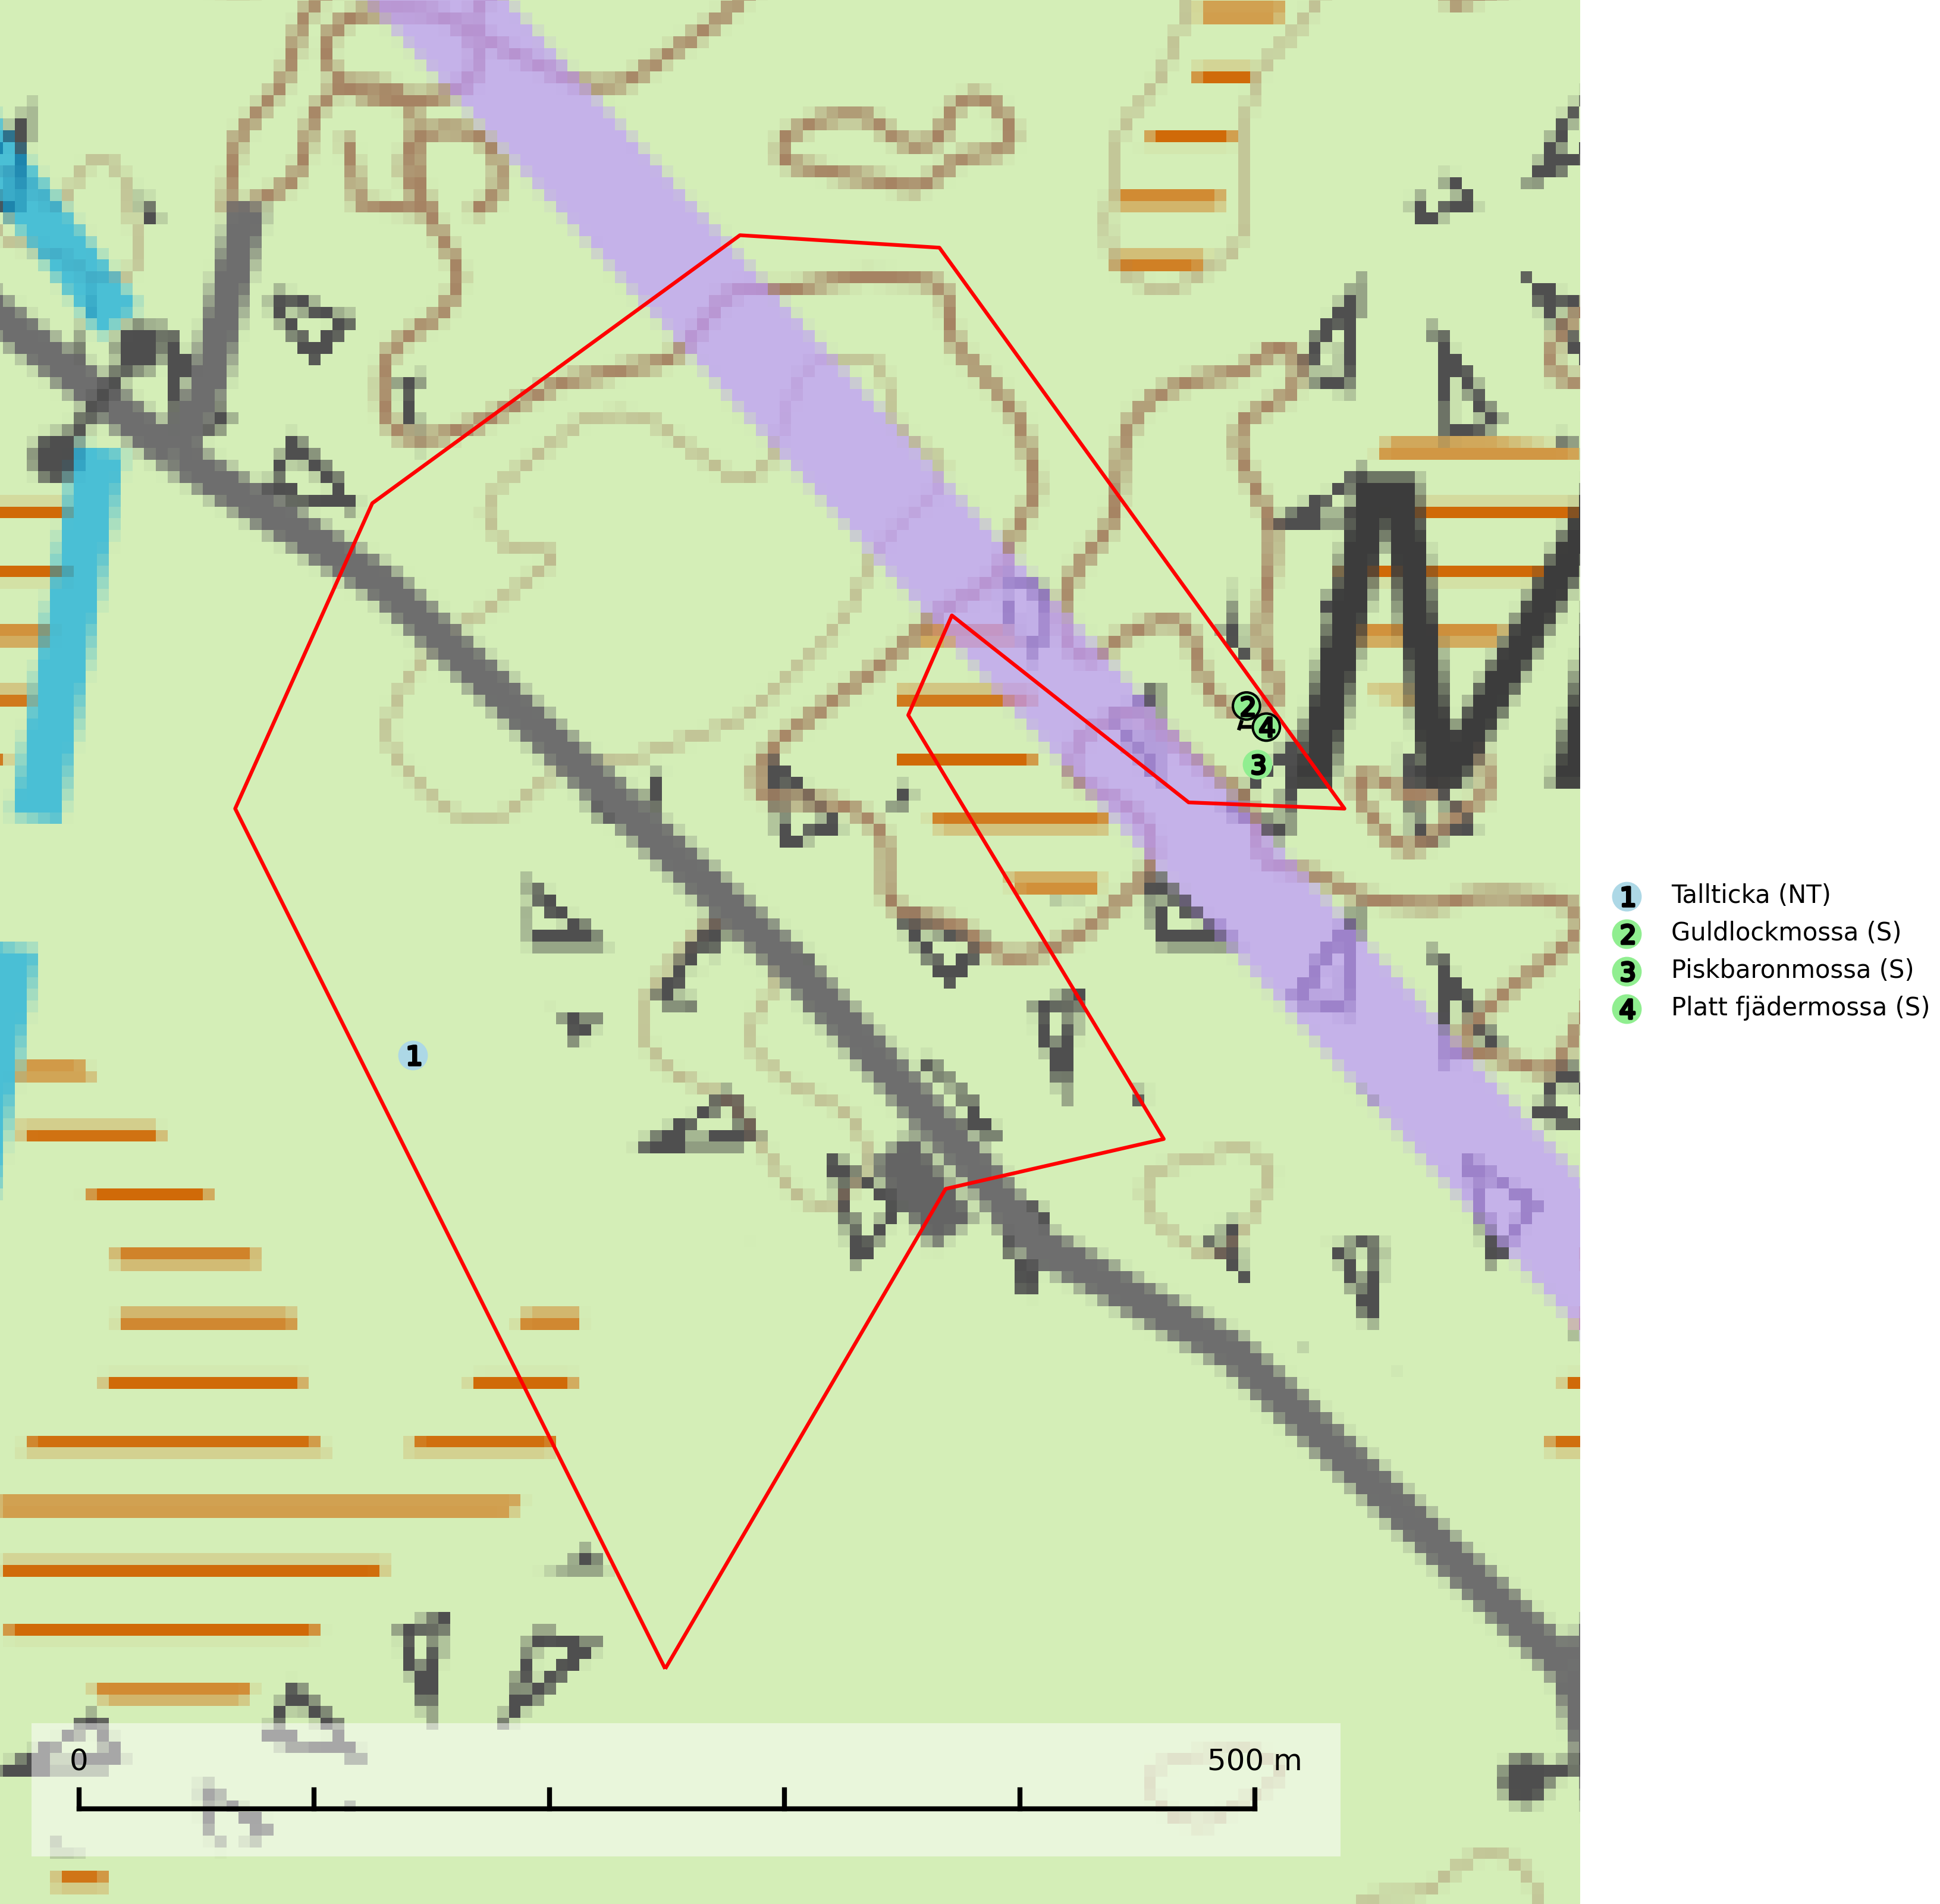 2
4
3
1
1 Tallticka (NT)
2 Guldlockmossa (S)
3 Piskbaronmossa (S)
4 Platt fjädermossa (S)
0 500 m